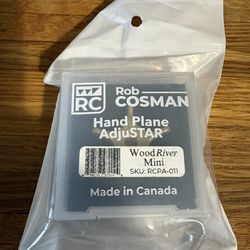 RC
Rob
COSMAN
Hand Plane
AdjuSTAR
WoodRiver
Mini
SKU: RCPA-011
Made in Canada